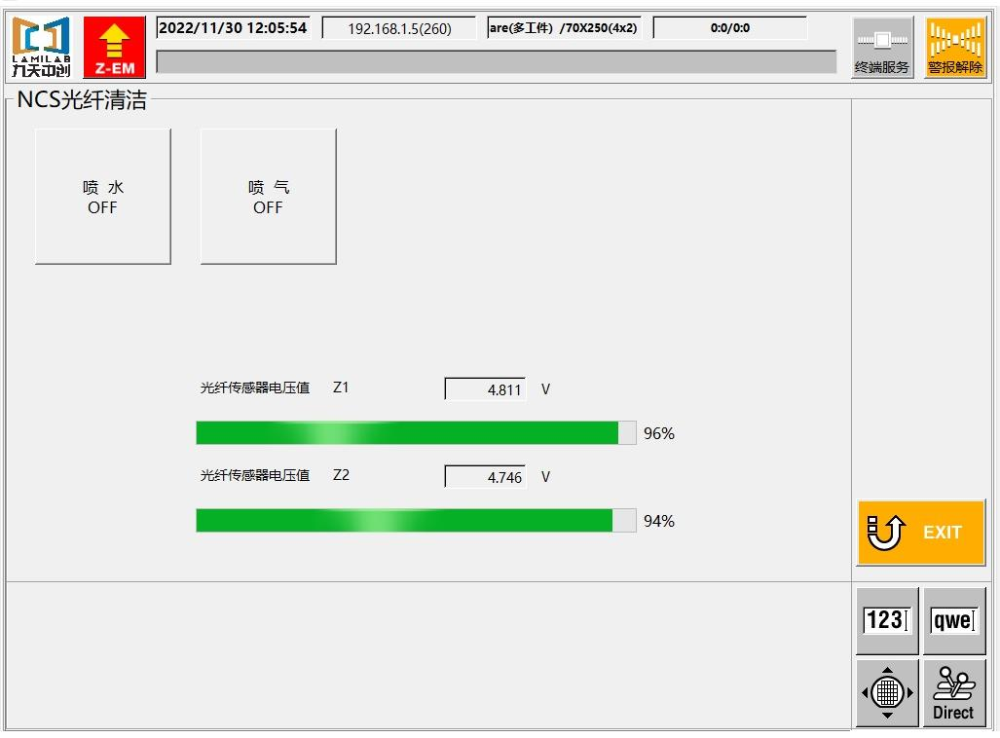 LAMILAB
九天中创
Z-EM
2022/11/30 12:05:54
192.168.1.5(260)
are(多工件) /70X250(4x2)
0:0/0:0
终端服务
警报解除
NCS光纤清洁
喷 水
OFF
喷 气
OFF
光纤传感器电压值 Z1 4.811 V
96%
光纤传感器电压值 Z2 4.746 V
94%
EXIT
123
qwe
Direct